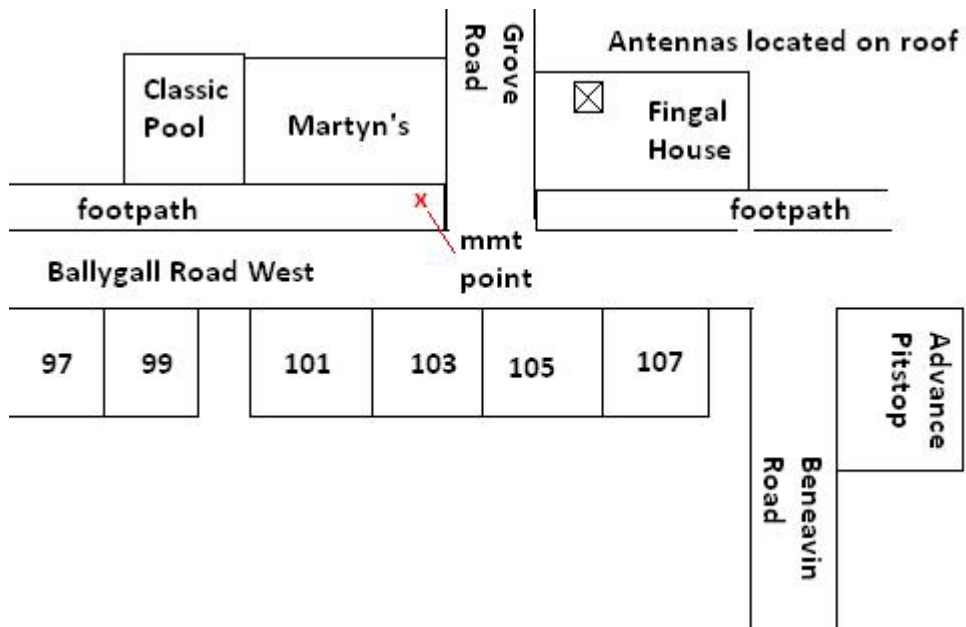 Grove
Road
Antennas located on roof
Classic
Pool
Martyn's
Fingal
House
footpath
x
footpath
mmt
point
Ballygall Road West
97
99
101
103
105
107
Advance
Pitstop
Beneavin
Road